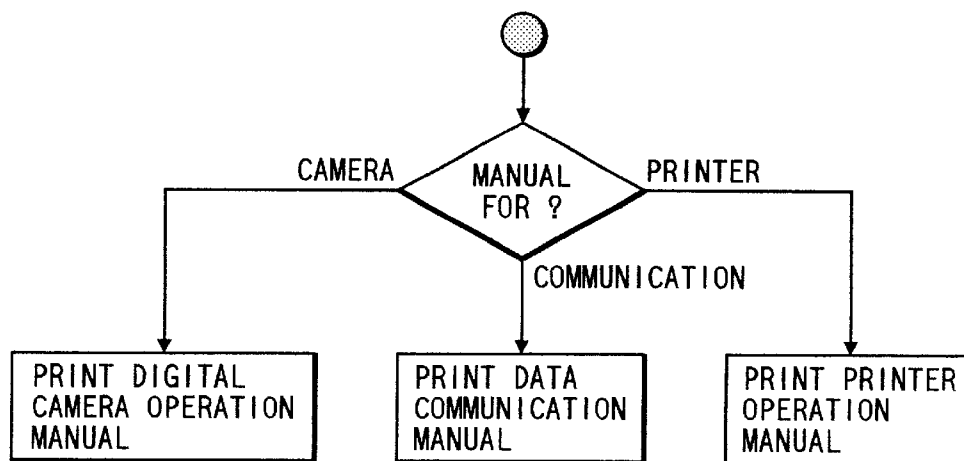 CAMERA
MANUAL
FOR ?
PRINTER
COMMUNICATION
PRINT DIGITAL
CAMERA OPERATION
MANUAL
PRINT DATA
COMMUNICATION
MANUAL
PRINT PRINTER
OPERATION
MANUAL